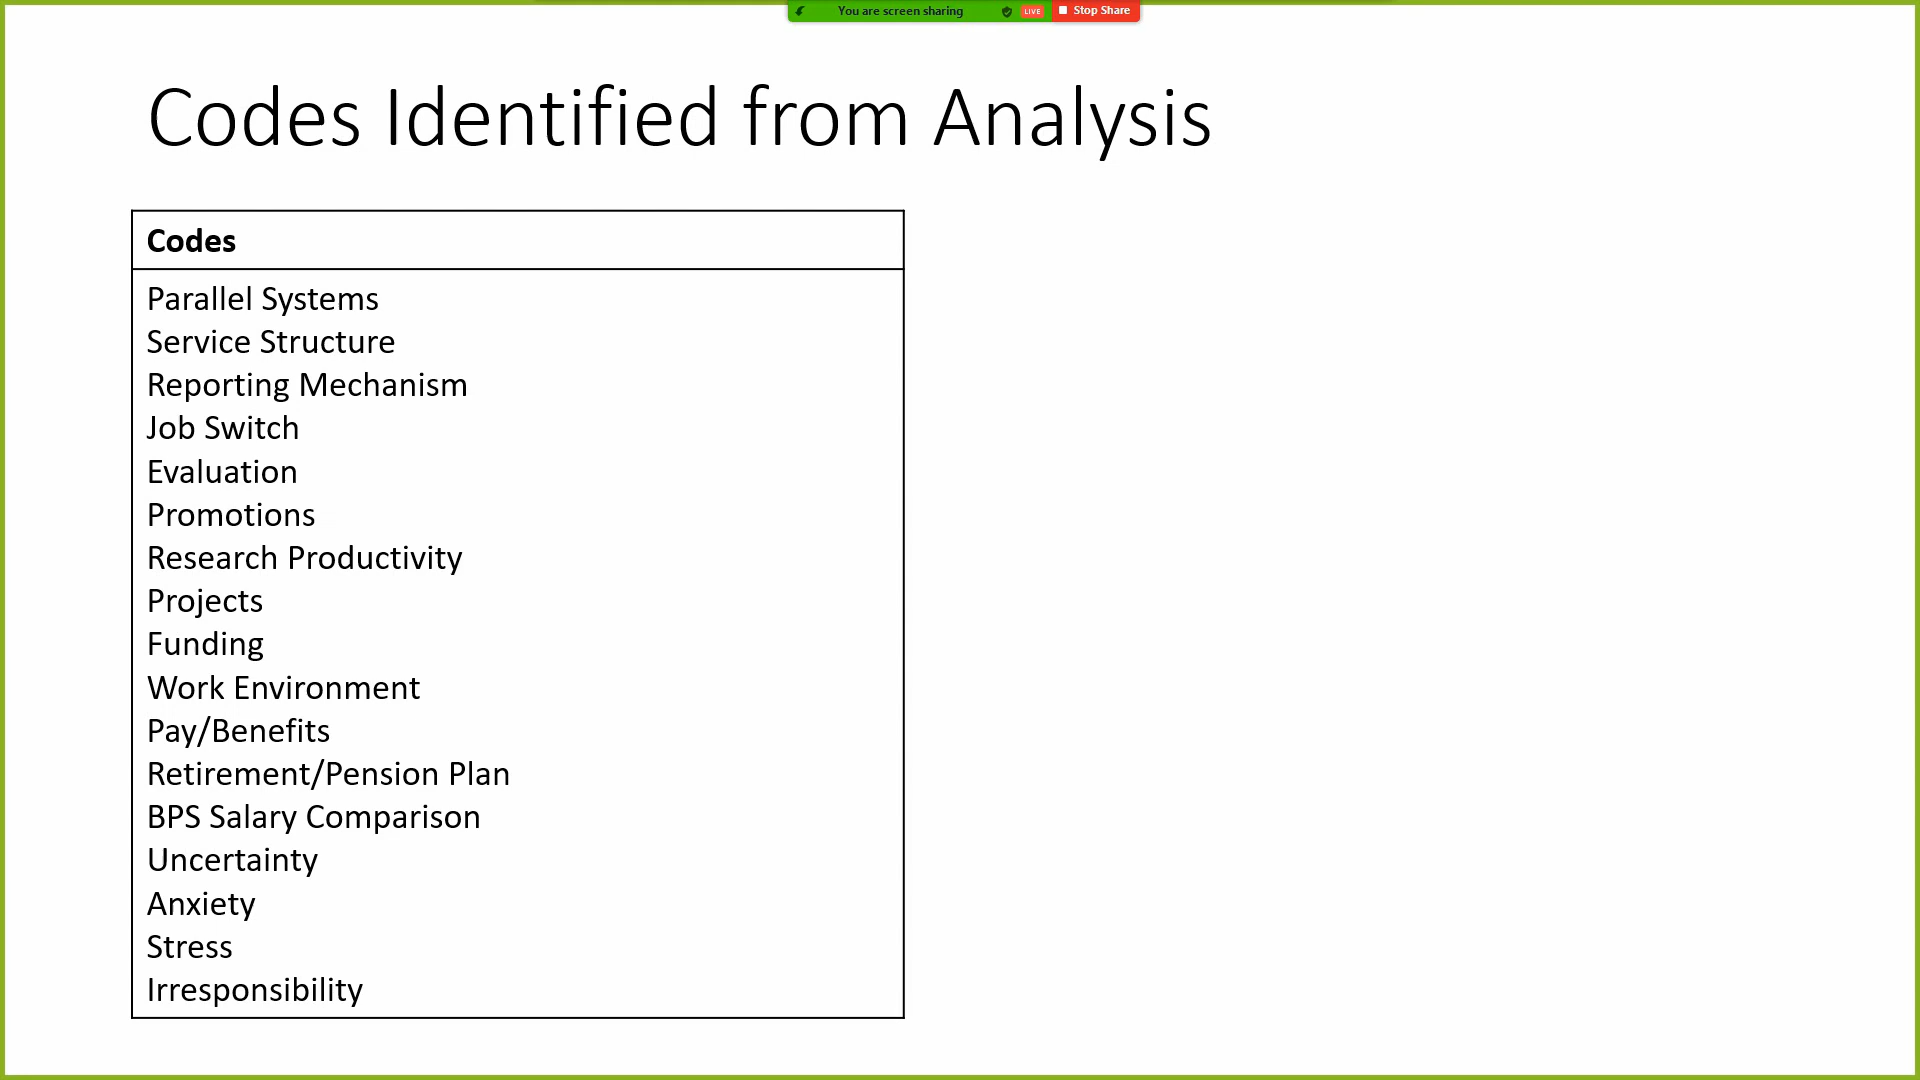 You are screen sharing LIVE Stop Share
Codes Identified from Analysis
Codes
Parallel Systems
Service Structure
Reporting Mechanism
Job Switch
Evaluation
Promotions
Research Productivity
Projects
Funding
Work Environment
Pay/Benefits
Retirement/Pension Plan
BPS Salary Comparison
Uncertainty
Anxiety
Stress
Irresponsibility